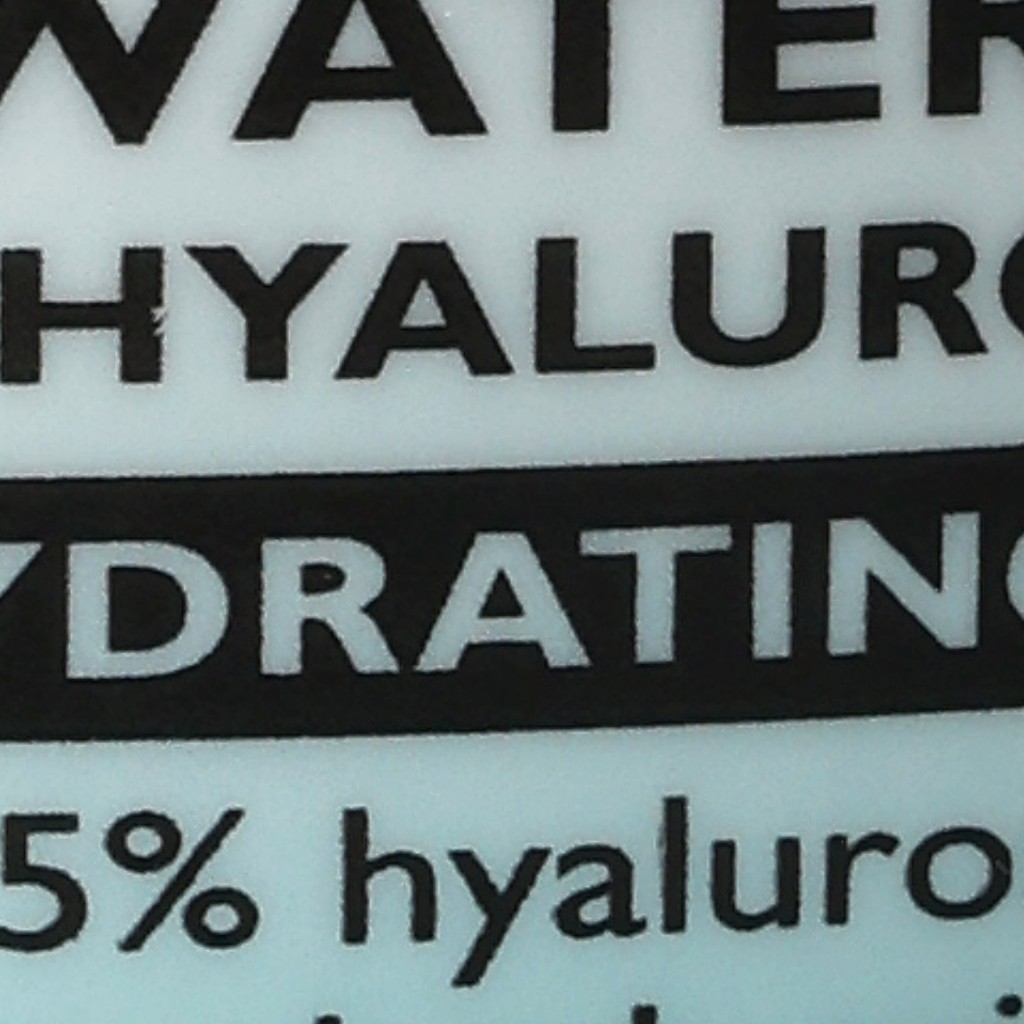 WATER
HYALURO
YDRATING
5% hyaluro